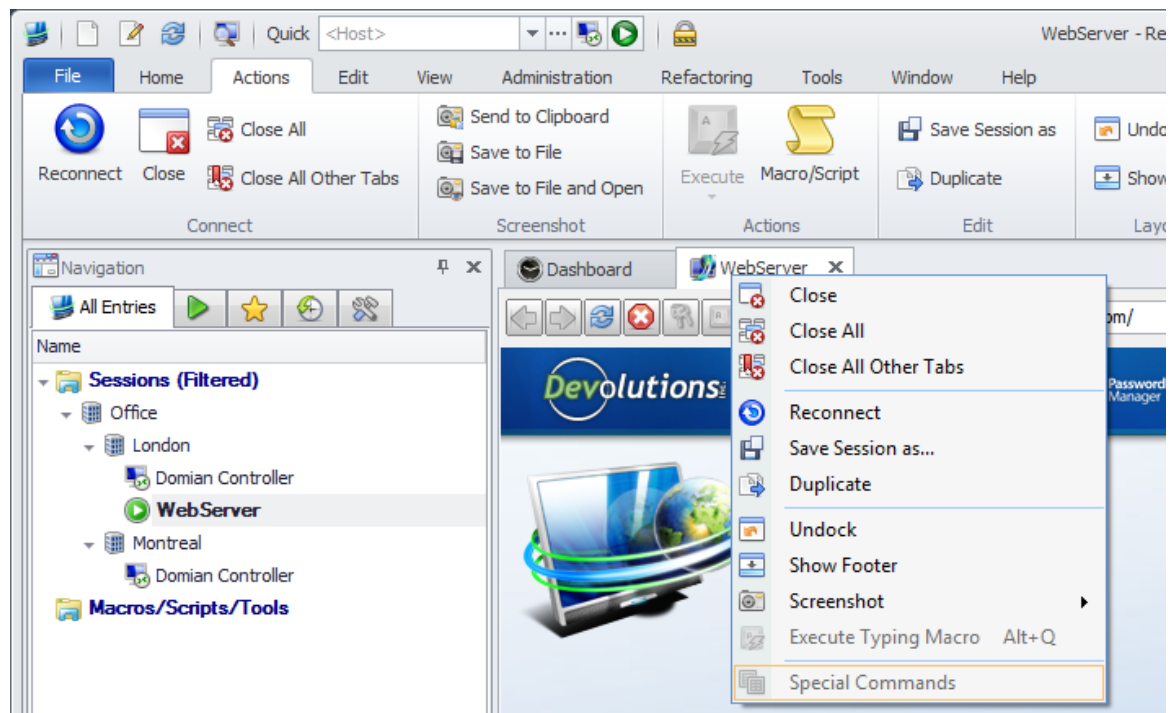 Quick <Host> WebServer - Re
File Home Actions Edit View Administration Refactoring Tools Window Help
Reconnect Close Close All Close All Other Tabs
Send to Clipboard
Save to File
Save to File and Open
Execute Macro/Script
Save Session as
Duplicate
Undo
Show
Connect Screenshot Actions Edit Layo
Navigation
All Entries
Name
Sessions (Filtered)
Office
London
Domian Controller
WebServer
Montreal
Domian Controller
Macros/Scripts/Tools
Dashboard WebServer
om/
Devolutions
Password
Manager
Close
Close All
Close All Other Tabs
Reconnect
Save Session as...
Duplicate
Undock
Show Footer
Screenshot
Execute Typing Macro Alt+Q
Special Commands